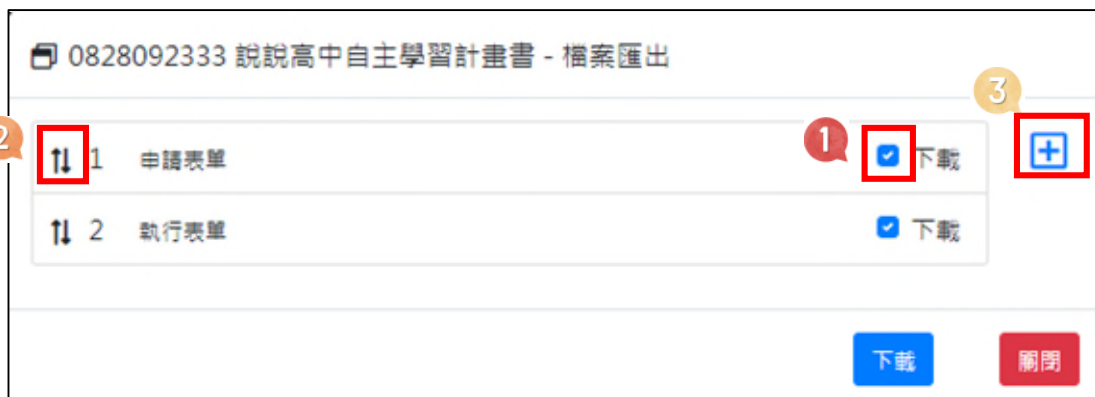 0828092333 說說高中自主學習計畫書 - 檔案匯出
3
2 1 申請表單 1 下載
2 執行表單 下載
下載 關閉